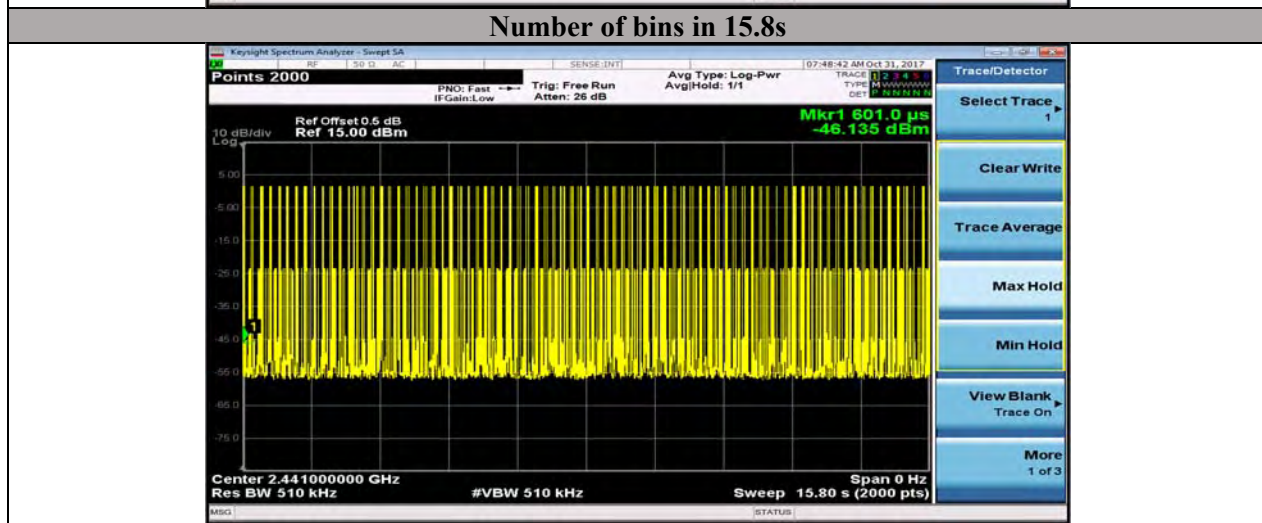 Number of bins in 15.8s
Keysight Spectrum Analyzer - Swept SA
RF 50 Ω AC SENSE:INT 07:48:42 AM Oct 31, 2017
Points 2000
PNO: Fast
IFGain:Low
Trig: Free Run
Atten: 26 dB
Avg Type: Log-Pwr
Avg|Hold: 1/1
TRACE 1 2 3 4 5 6
TYPE M W W W W W
DET P N N N N N
Trace/Detector
Ref Offset 0.5 dB
10 dB/div Ref 15.00 dBm
Log
Mkr1 601.0 µs
-46.135 dBm
5.00
-5.00
-15.0
-25.0
-35.0
-45.0
-55.0
-65.0
-75.0
1
Center 2.441000000 GHz Span 0 Hz
Res BW 510 kHz #VBW 510 kHz Sweep 15.80 s (2000 pts)
MSG STATUS
Select Trace
1
Clear Write
Trace Average
Max Hold
Min Hold
View Blank
Trace On
More
1 of 3